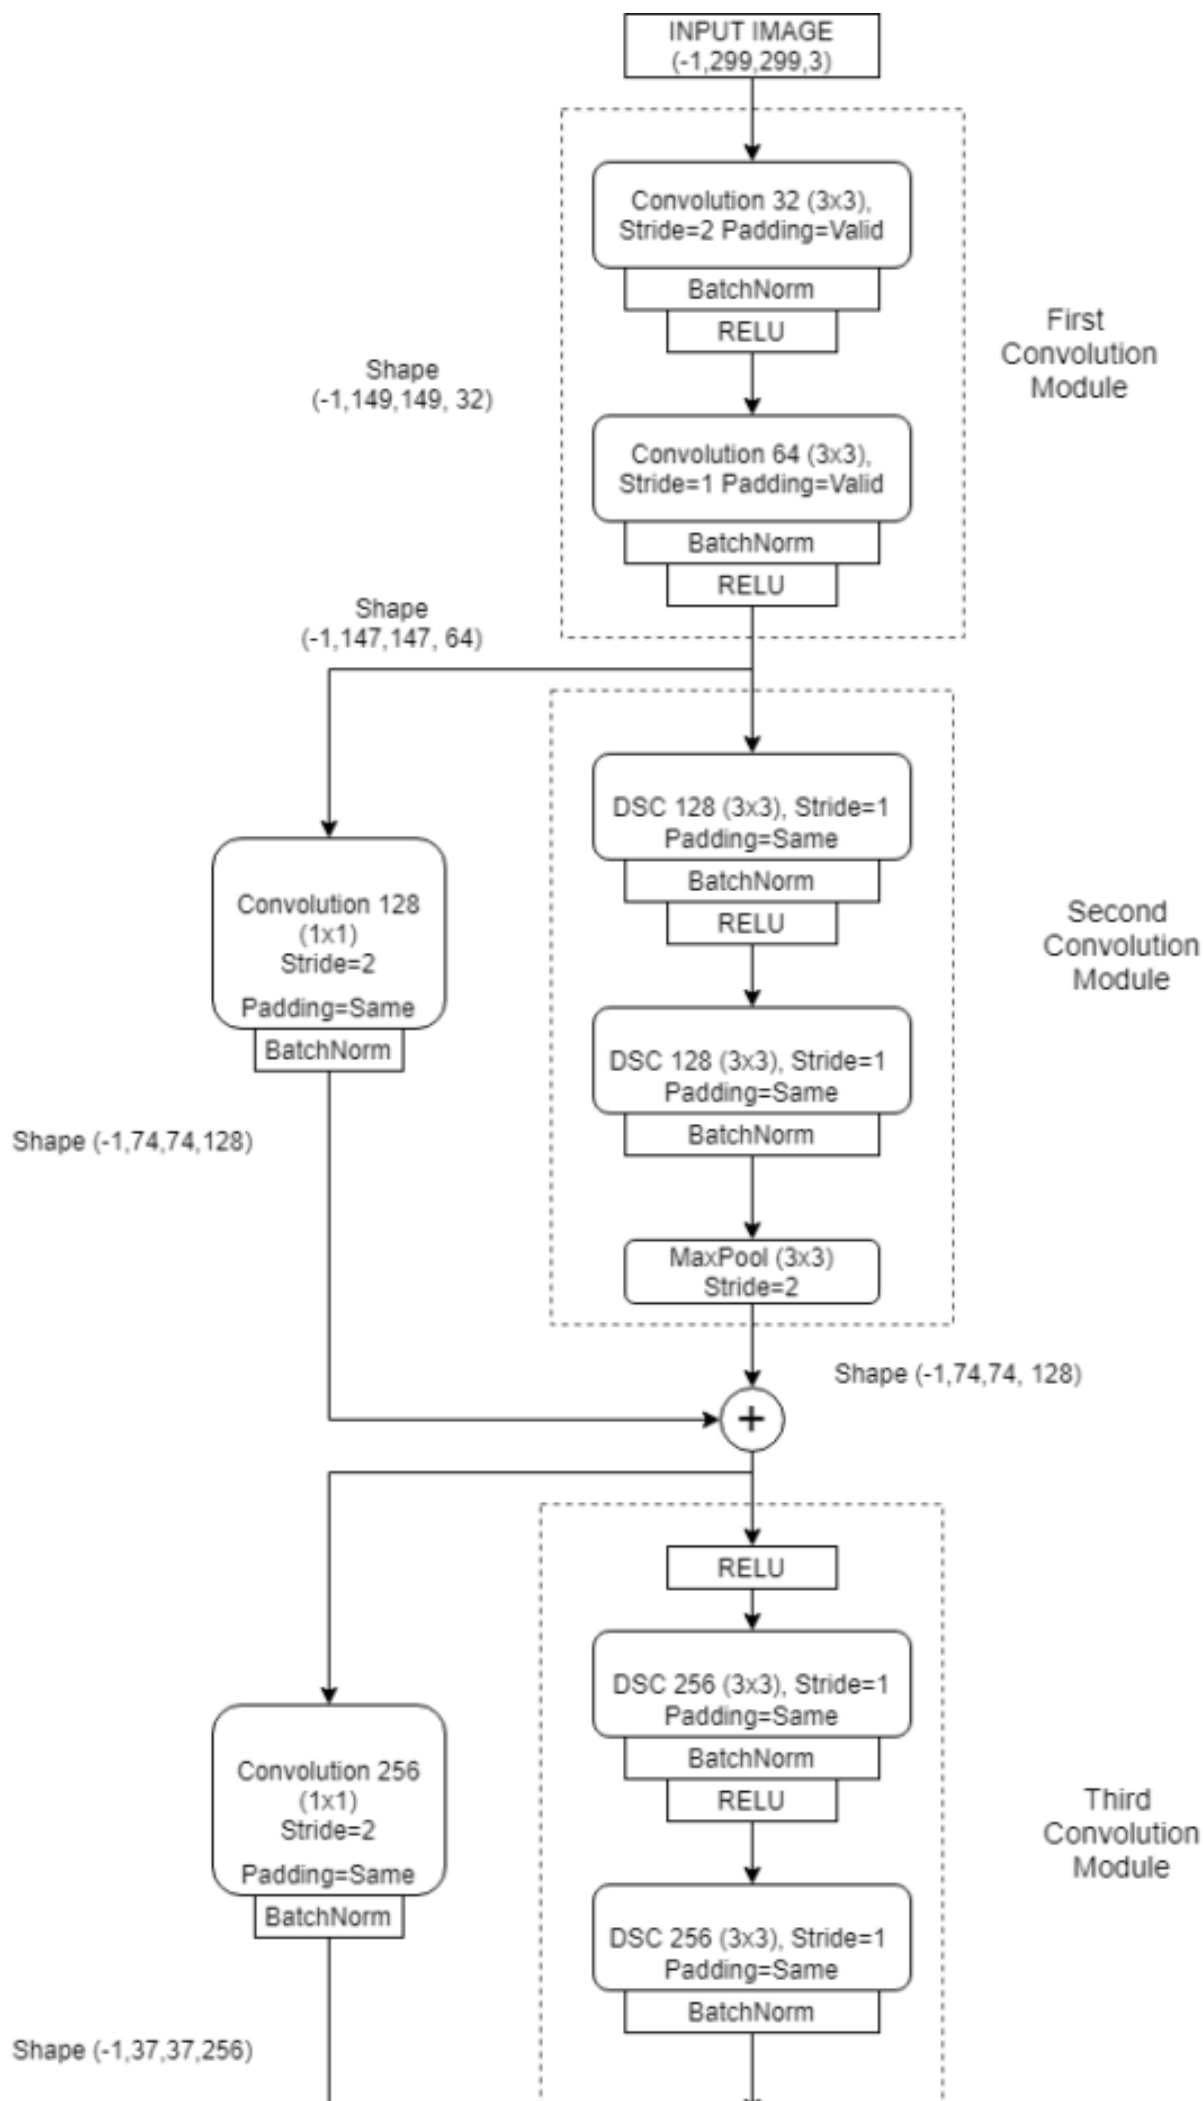 INPUT IMAGE
(-1,299,299,3)
Convolution 32 (3x3),
Stride=2 Padding=Valid
BatchNorm
RELU
First
Convolution
Module
Shape
(-1,149,149, 32)
Convolution 64 (3x3),
Stride=1 Padding=Valid
BatchNorm
RELU
Shape
(-1,147,147, 64)
DSC 128 (3x3), Stride=1
Padding=Same
BatchNorm
RELU
Convolution 128
(1x1)
Stride=2
Padding=Same
BatchNorm
Second
Convolution
Module
DSC 128 (3x3), Stride=1
Padding=Same
BatchNorm
Shape (-1,74,74,128)
MaxPool (3x3)
Stride=2
Shape (-1,74,74, 128)
+
RELU
DSC 256 (3x3), Stride=1
Padding=Same
BatchNorm
RELU
Convolution 256
(1x1)
Stride=2
Padding=Same
BatchNorm
Third
Convolution
Module
DSC 256 (3x3), Stride=1
Padding=Same
BatchNorm
Shape (-1,37,37,256)